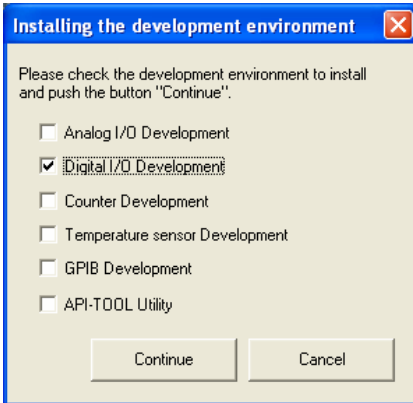 Installing the development environment
Please check the development environment to install
and push the button "Continue".
Analog I/O Development
Digital I/O Development
Counter Development
Temperature sensor Development
GPIB Development
API-TOOL Utility
Continue
Cancel